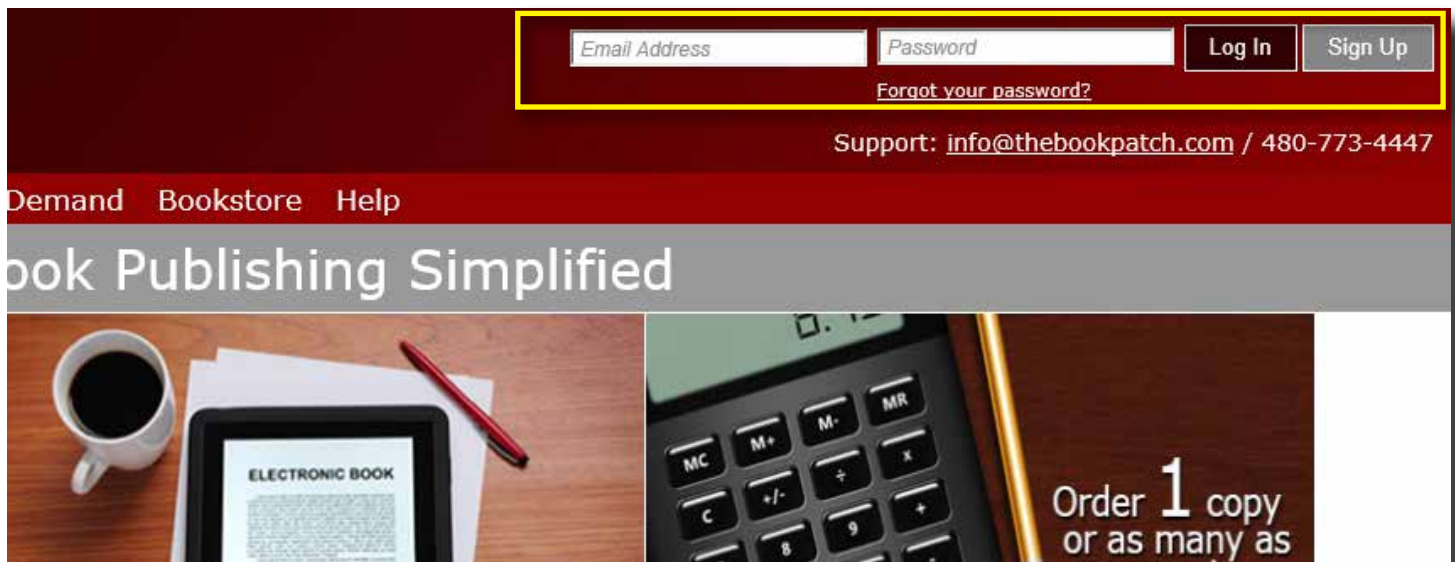 Email Address Password Log In Sign Up
Forgot your password?
Support: info@thebookpatch.com / 480-773-4447
Demand Bookstore Help
ook Publishing Simplified
ELECTRONIC BOOK
MC M+ M- MR
C +/- ÷ x
8 9 +
Order 1 copy
or as many as